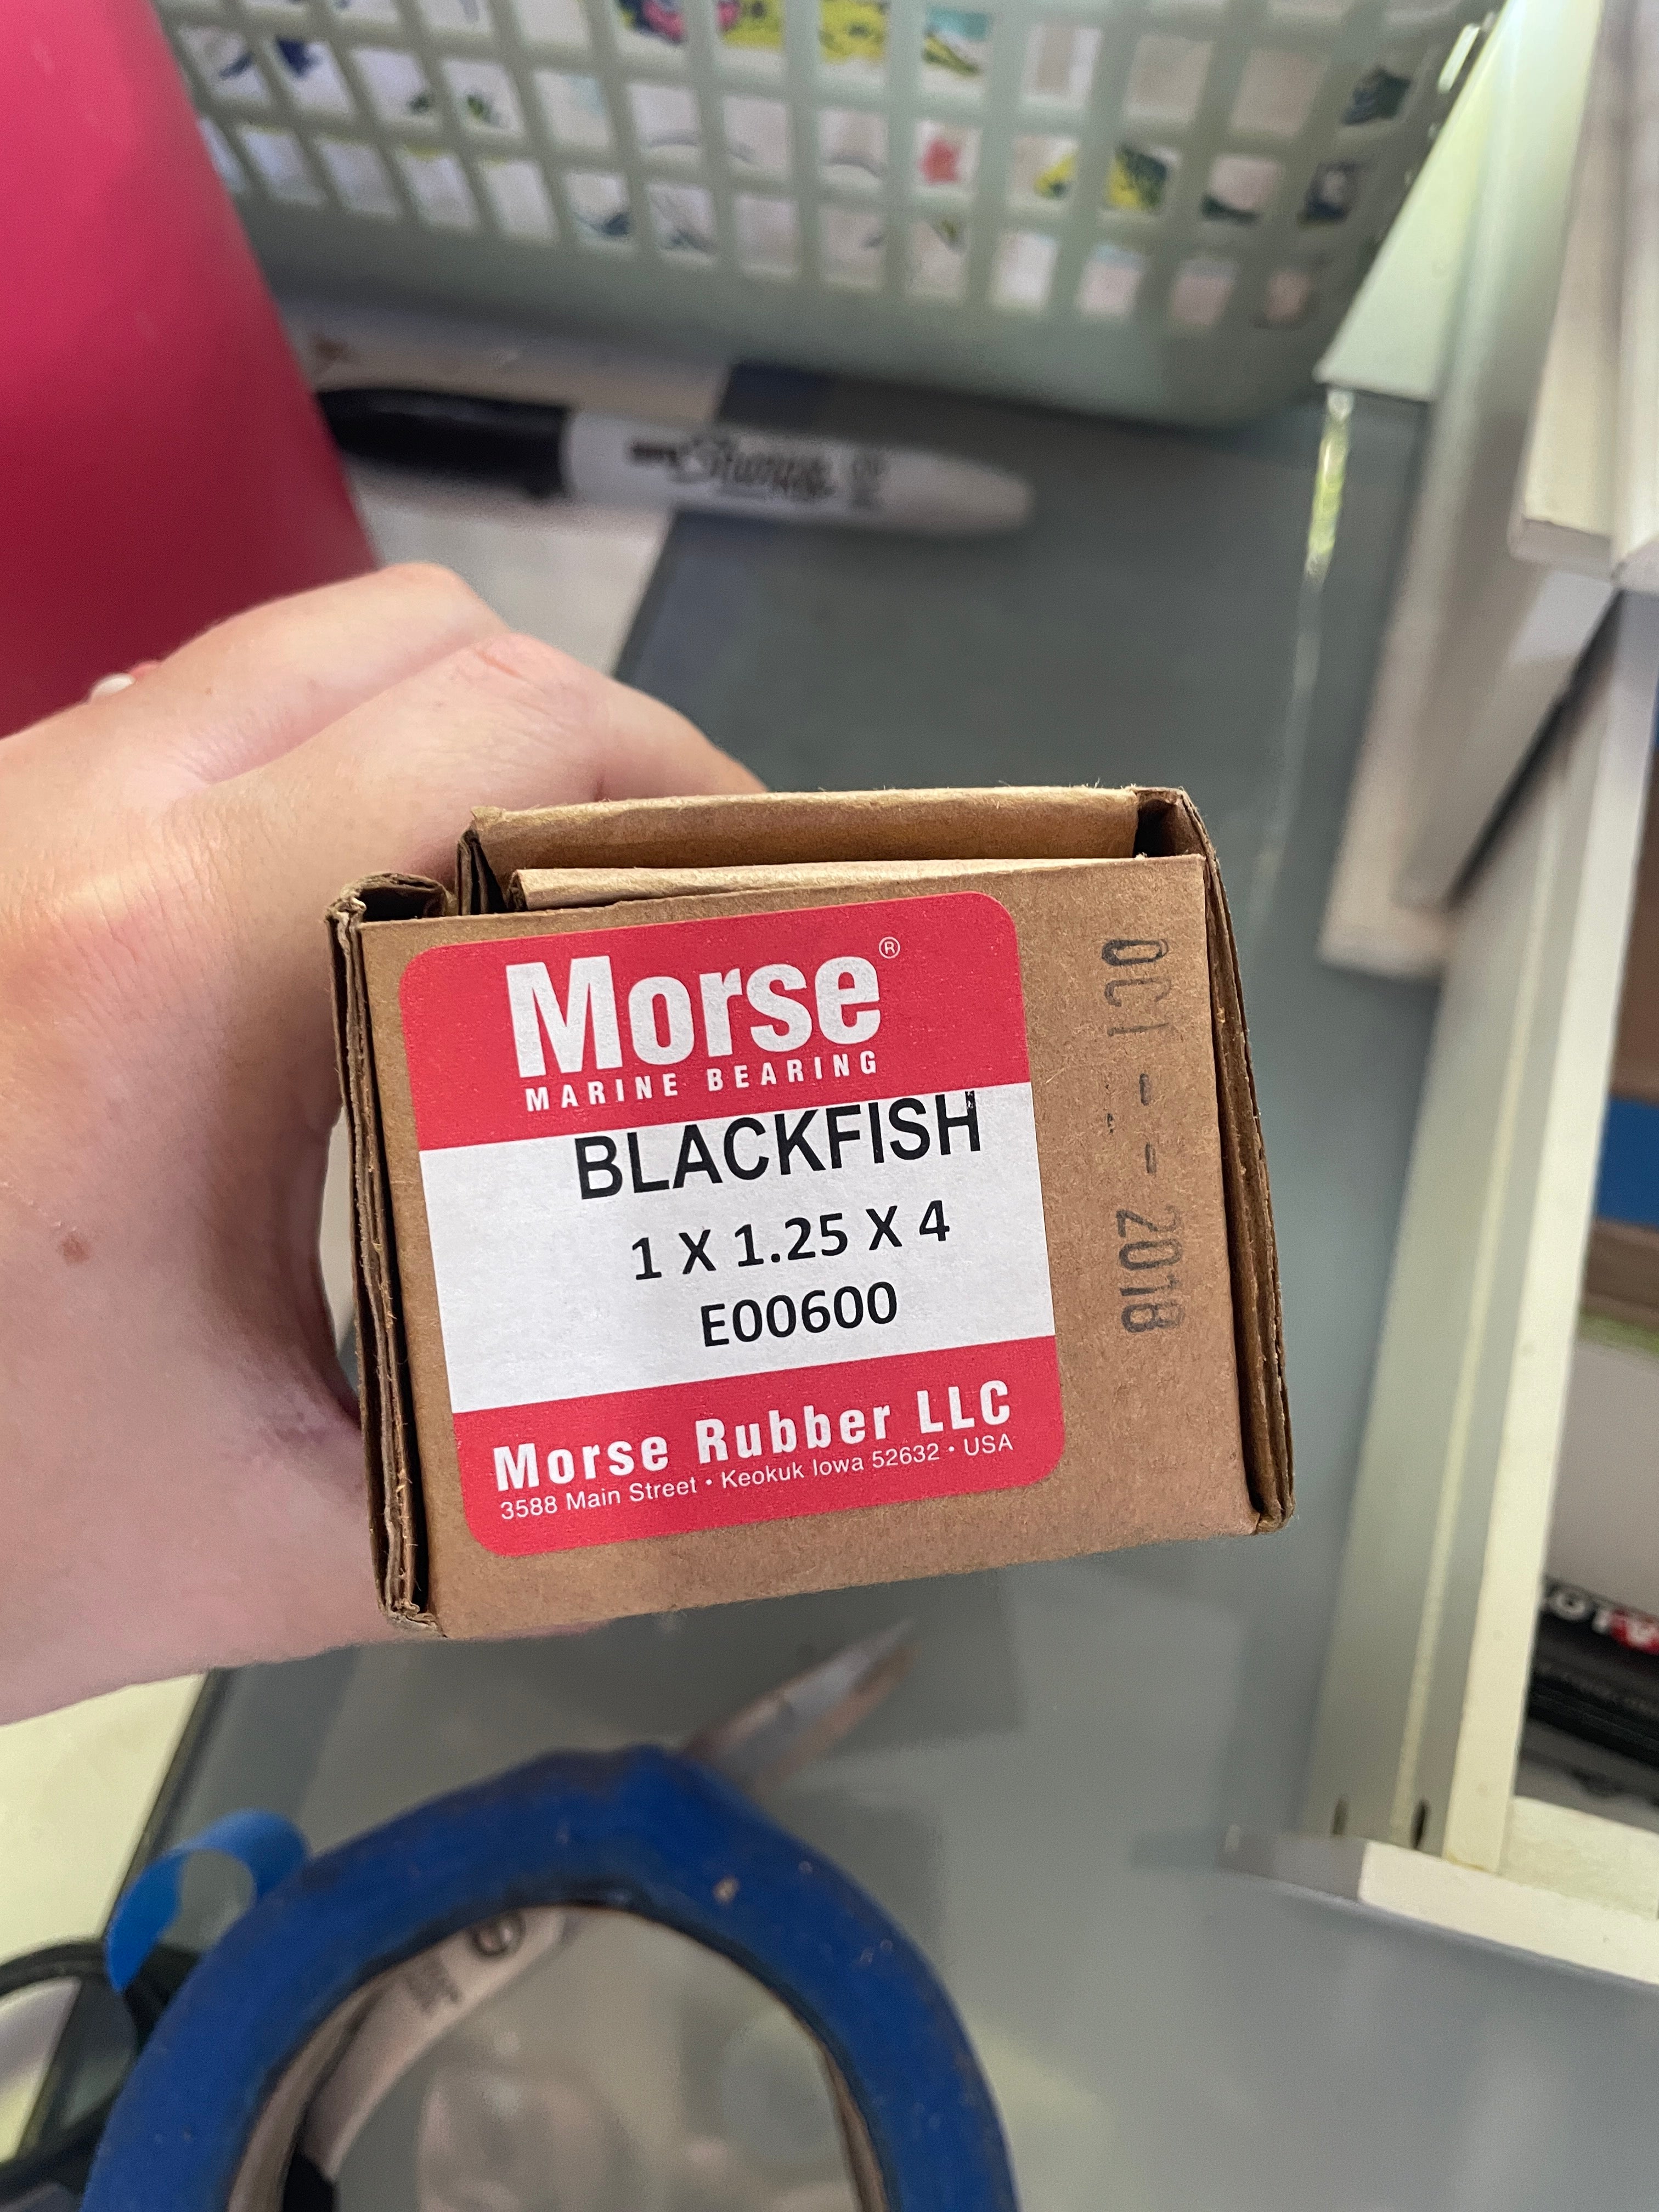 Sharpie
Morse®
MARINE BEARING
BLACKFISH
1 X 1.25 X 4
E00600
Morse Rubber LLC
3588 Main Street • Keokuk Iowa 52632 • USA
OCT - - 2018